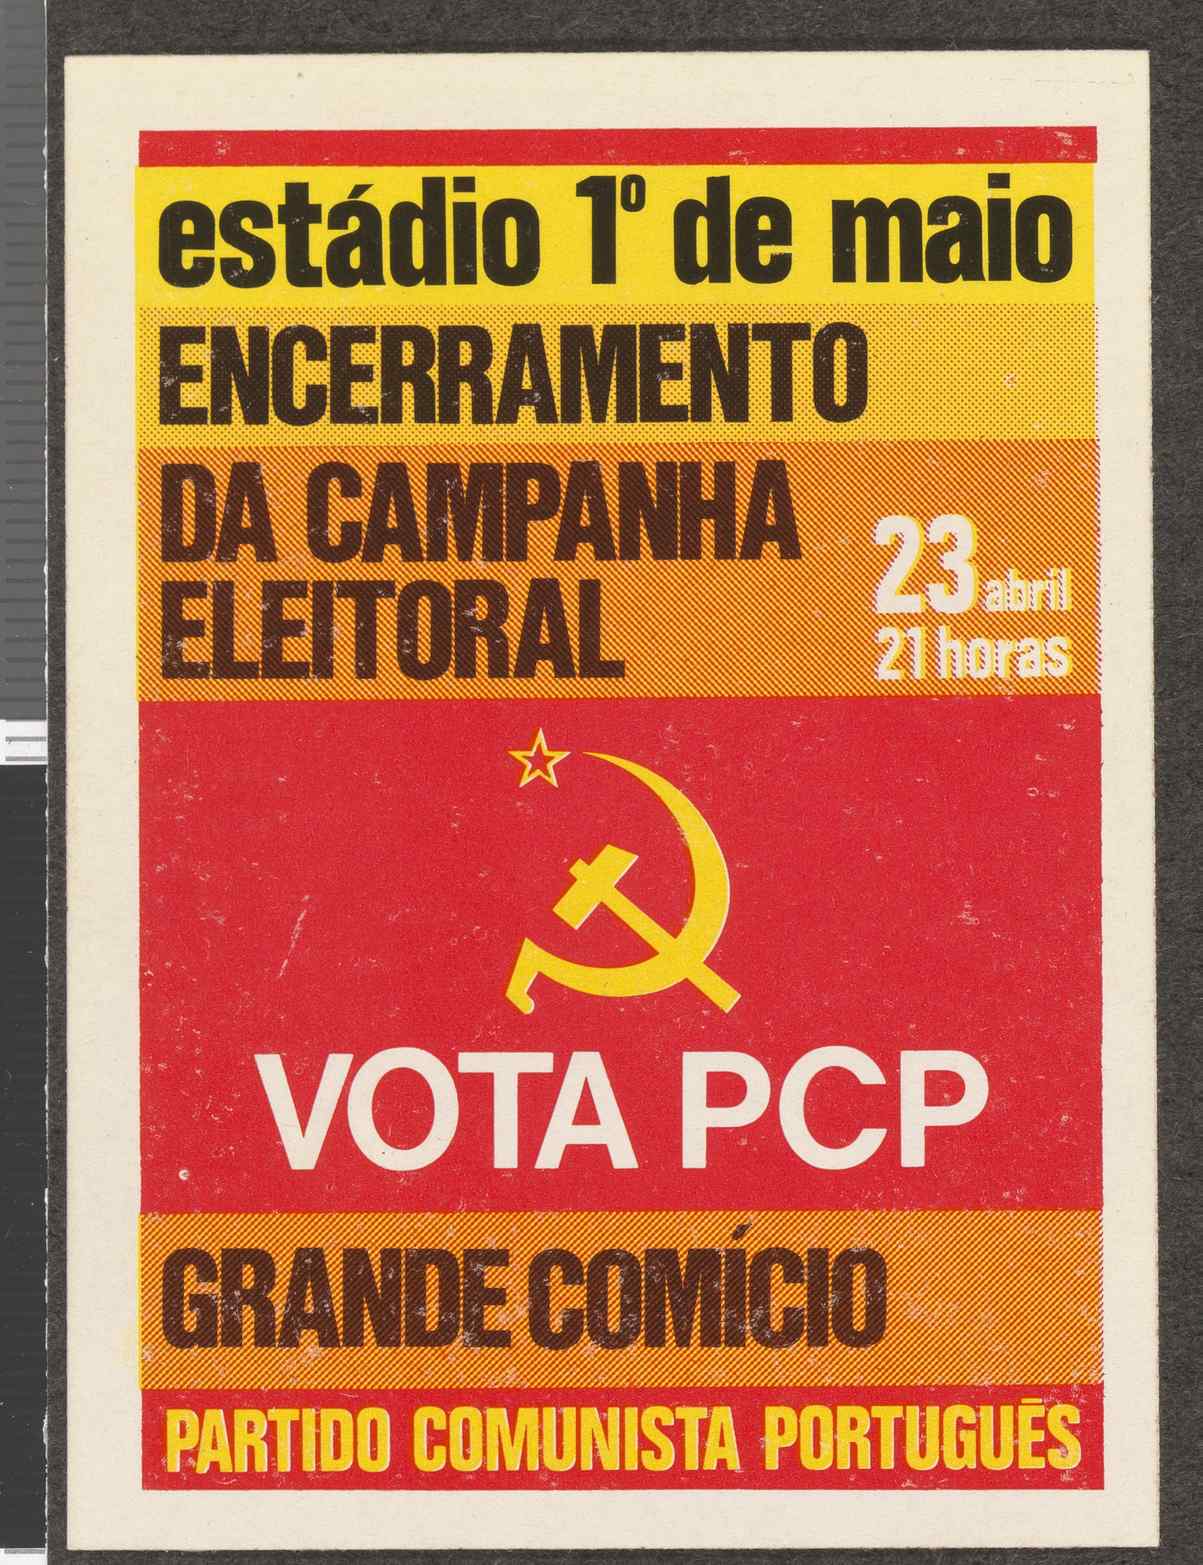 estádio 1º de maio
ENCERRAMENTO
DA CAMPANHA
ELEITORAL
23 abril
21 horas
VOTA PCP
GRANDE COMÍCIO
PARTIDO COMUNISTA PORTUGUÊS